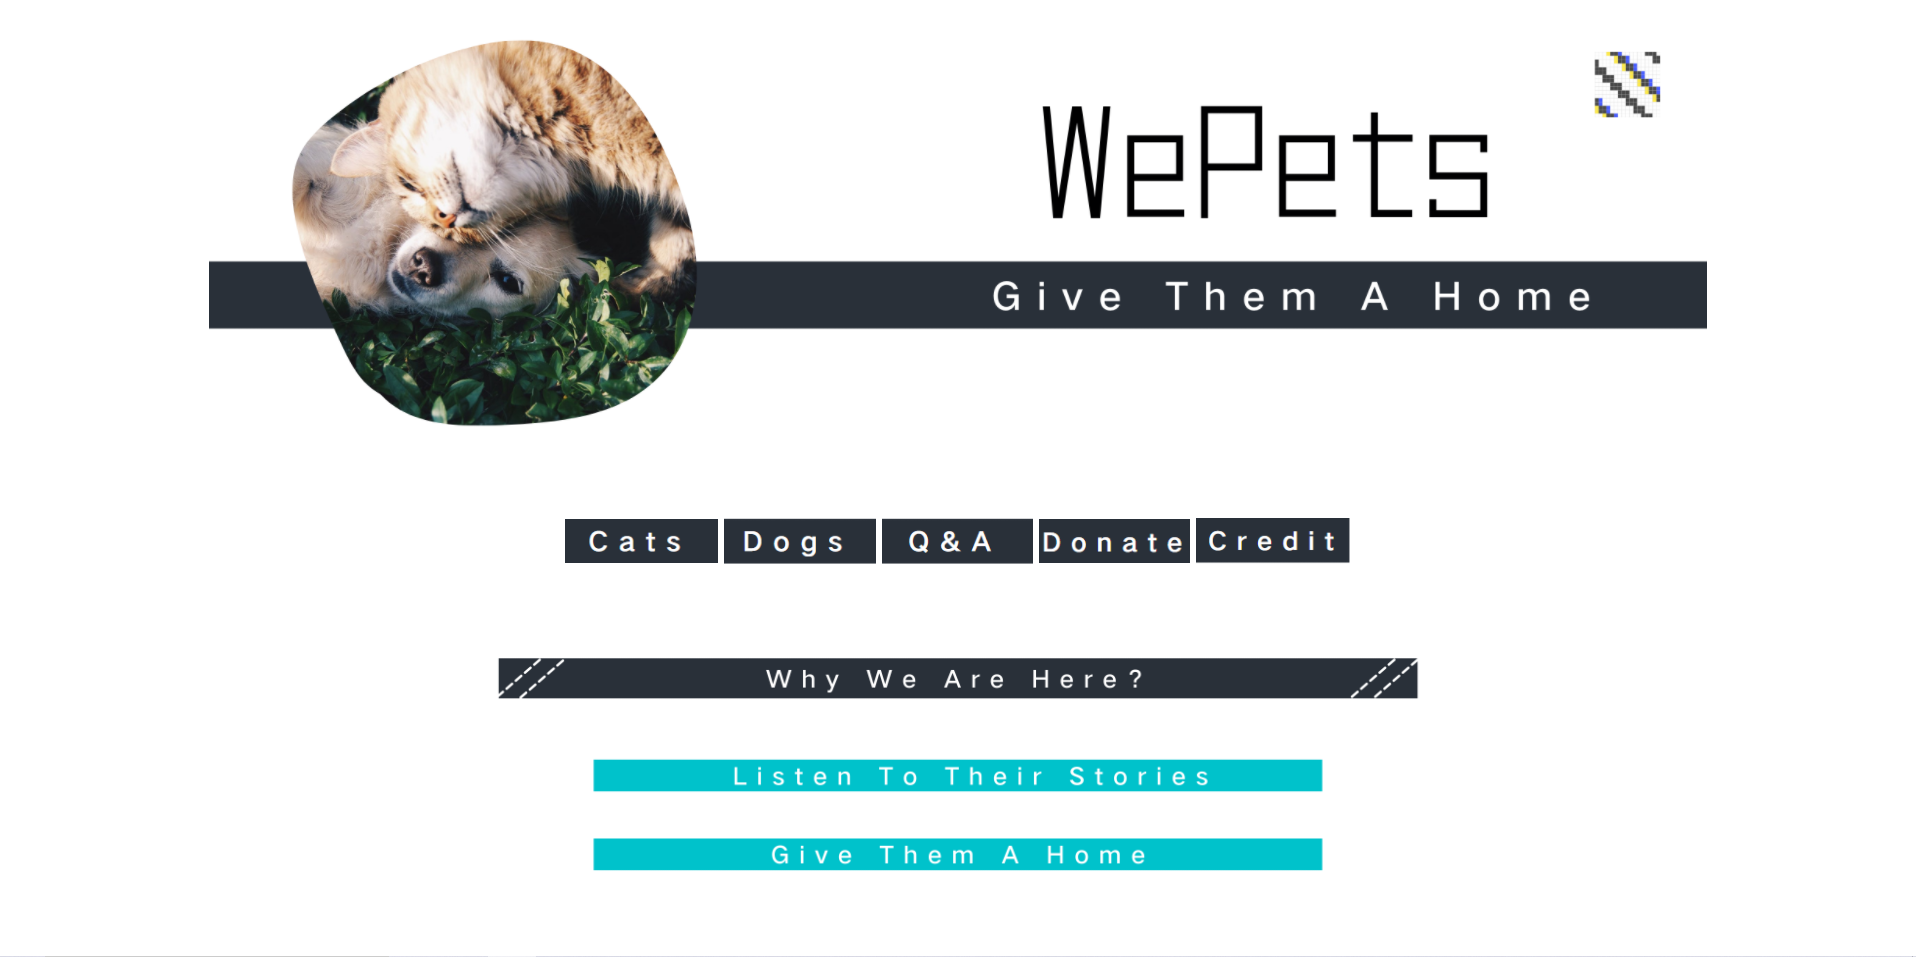 WePets
Give Them A Home
Cats Dogs Q&A Donate Credit
Why We Are Here?
Listen To Their Stories
Give Them A Home